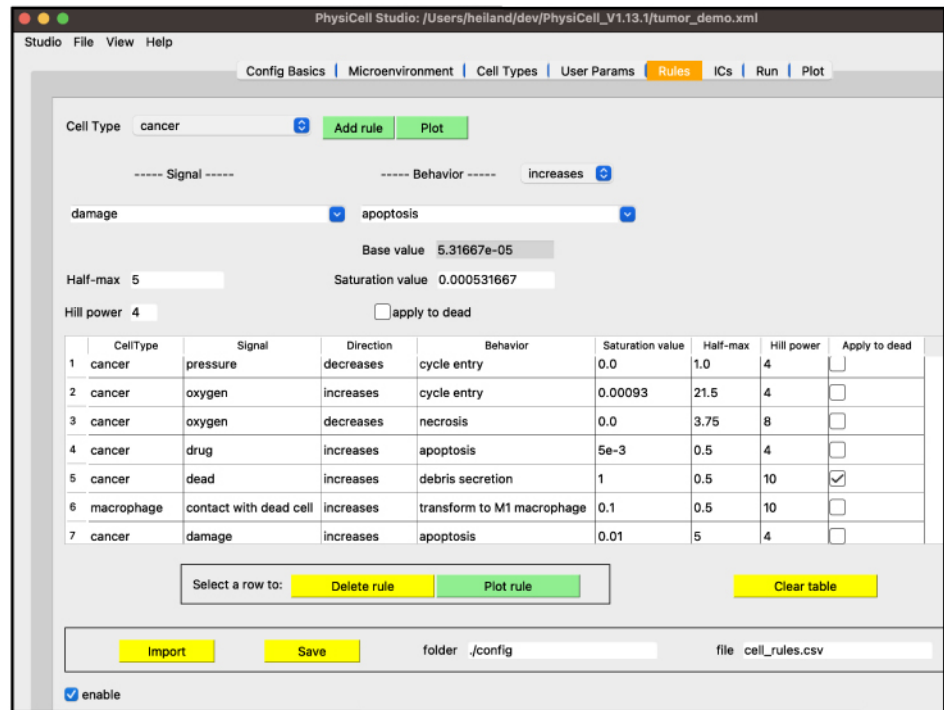 PhysiCell Studio: /Users/heiland/dev/PhysiCell_V1.13.1/tumor_demo.xml
Studio File View Help
Config Basics Microenvironment Cell Types User Params Rules ICs Run Plot
Cell Type cancer Add rule Plot
----- Signal ----- ----- Behavior ----- increases
damage apoptosis
Base value 5.31667e-05
Half-max 5 Saturation value 0.000531667
Hill power 4 apply to dead
CellType Signal Direction Behavior Saturation value Half-max Hill power Apply to dead
1 cancer pressure decreases cycle entry 0.0 1.0 4
2 cancer oxygen increases cycle entry 0.00093 21.5 4
3 cancer oxygen decreases necrosis 0.0 3.75 8
4 cancer drug increases apoptosis 5e-3 0.5 4
5 cancer dead increases debris secretion 1 0.5 10
6 macrophage contact with dead cell increases transform to M1 macrophage 0.1 0.5 10
7 cancer damage increases apoptosis 0.01 5 4
Select a row to: Delete rule Plot rule Clear table
Import Save folder ./config file cell_rules.csv
enable